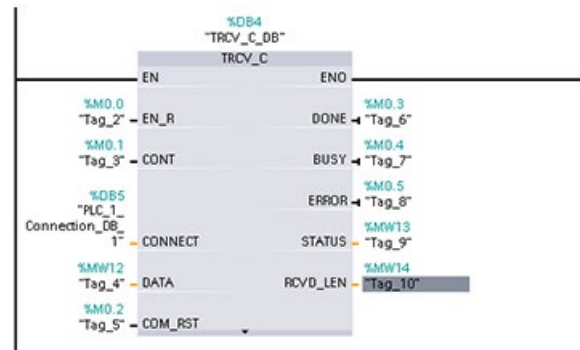 %DB4
"TRCV_C_DB"
TRCV_C
EN ENO
%M0.0 %M0.3
"Tag_2" EN_R DONE "Tag_6"
%M0.1 %M0.4
"Tag_3" CONT BUSY "Tag_7"
%M0.5
%DB5 ERROR "Tag_8"
"PLC_1_
Connection_DB_ %MW13
1" CONNECT STATUS "Tag_9"
%MW12 %MW14
"Tag_4" DATA RCVD_LEN "Tag_10"
%M0.2
"Tag_5" COM_RST